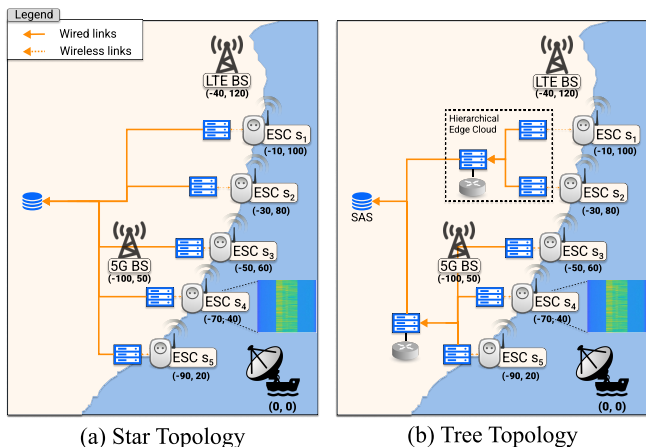 Legend
Wired links
Wireless links
LTE BS
(-40, 120)
ESC s1
(-10, 100)
ESC s2
(-30, 80)
5G BS
(-100, 50)
ESC s3
(-50, 60)
ESC s4
(-70, 40)
ESC s5
(-90, 20)
(0, 0)
(a) Star Topology
LTE BS
(-40, 120)
Hierarchical
Edge Cloud
ESC s1
(-10, 100)
ESC s2
(-30, 80)
SAS
5G BS
(-100, 50)
ESC s3
(-50, 60)
ESC s4
(-70, 40)
ESC s5
(-90, 20)
(0, 0)
(b) Tree Topology